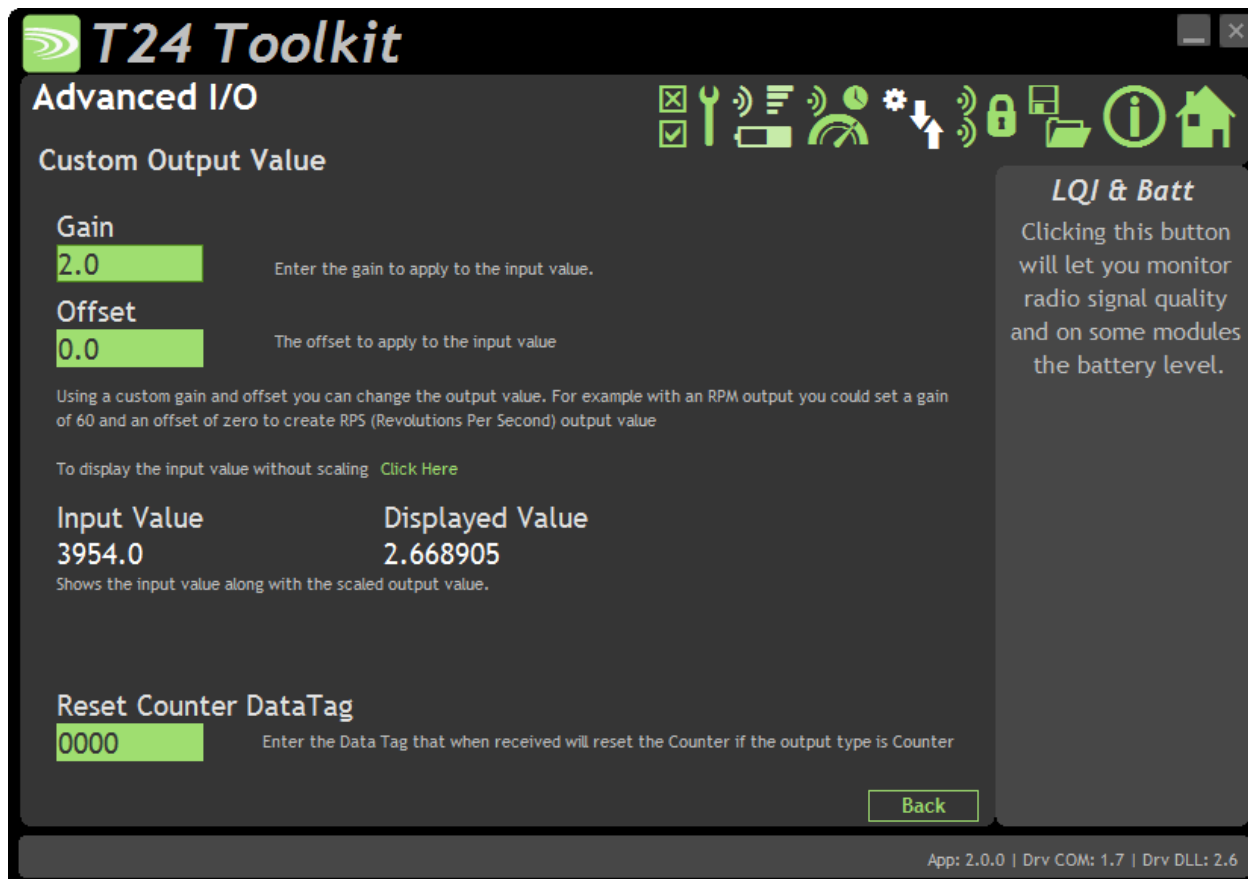 T24 Toolkit
Advanced I/O
Custom Output Value
LQI & Batt
Clicking this button
will let you monitor
radio signal quality
and on some modules
the battery level.
Gain
2.0
Enter the gain to apply to the input value.
Offset
0.0
The offset to apply to the input value
Using a custom gain and offset you can change the output value. For example with an RPM output you could set a gain
of 60 and an offset of zero to create RPS (Revolutions Per Second) output value
To display the input value without scaling Click Here
Input Value Displayed Value
3954.0 2.668905
Shows the input value along with the scaled output value.
Reset Counter DataTag
0000
Enter the Data Tag that when received will reset the Counter if the output type is Counter
Back
App: 2.0.0 | Drv COM: 1.7 | Drv DLL: 2.6